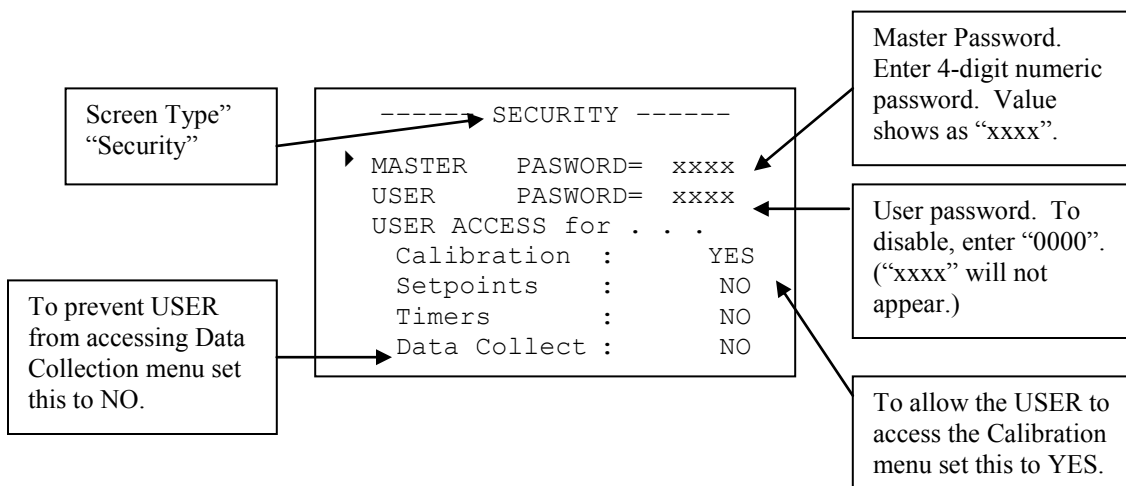 Master Password.
Enter 4-digit numeric
password. Value
shows as “xxxx”.
Screen Type”
“Security”
------ SECURITY ------
MASTER PASWORD= xxxx
USER PASWORD= xxxx
USER ACCESS for . . .
Calibration : YES
Setpoints : NO
Timers : NO
Data Collect : NO
User password. To
disable, enter “0000”.
(“xxxx” will not
appear.)
To prevent USER
from accessing Data
Collection menu set
this to NO.
To allow the USER to
access the Calibration
menu set this to YES.